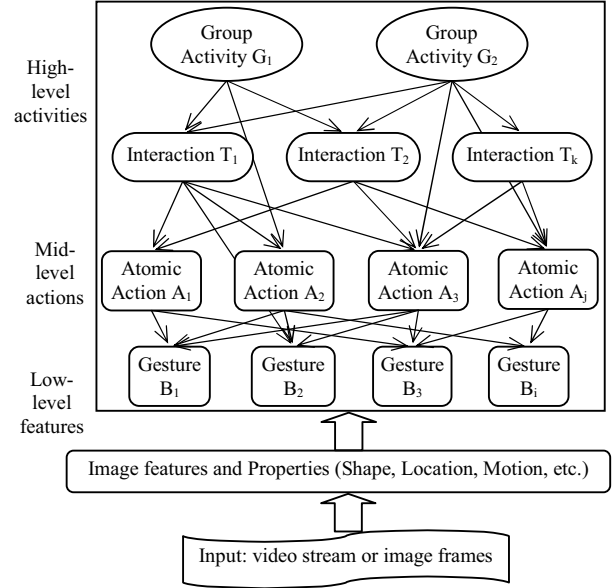 Group
Activity G1
Group
Activity G2
High-
level
activities
Interaction T1
Interaction T2
Interaction Tk
Mid-
level
actions
Atomic
Action A1
Atomic
Action A2
Atomic
Action A3
Atomic
Action Aj
Low-
level
features
Gesture
B1
Gesture
B2
Gesture
B3
Gesture
Bi
Image features and Properties (Shape, Location, Motion, etc.)
Input: video stream or image frames